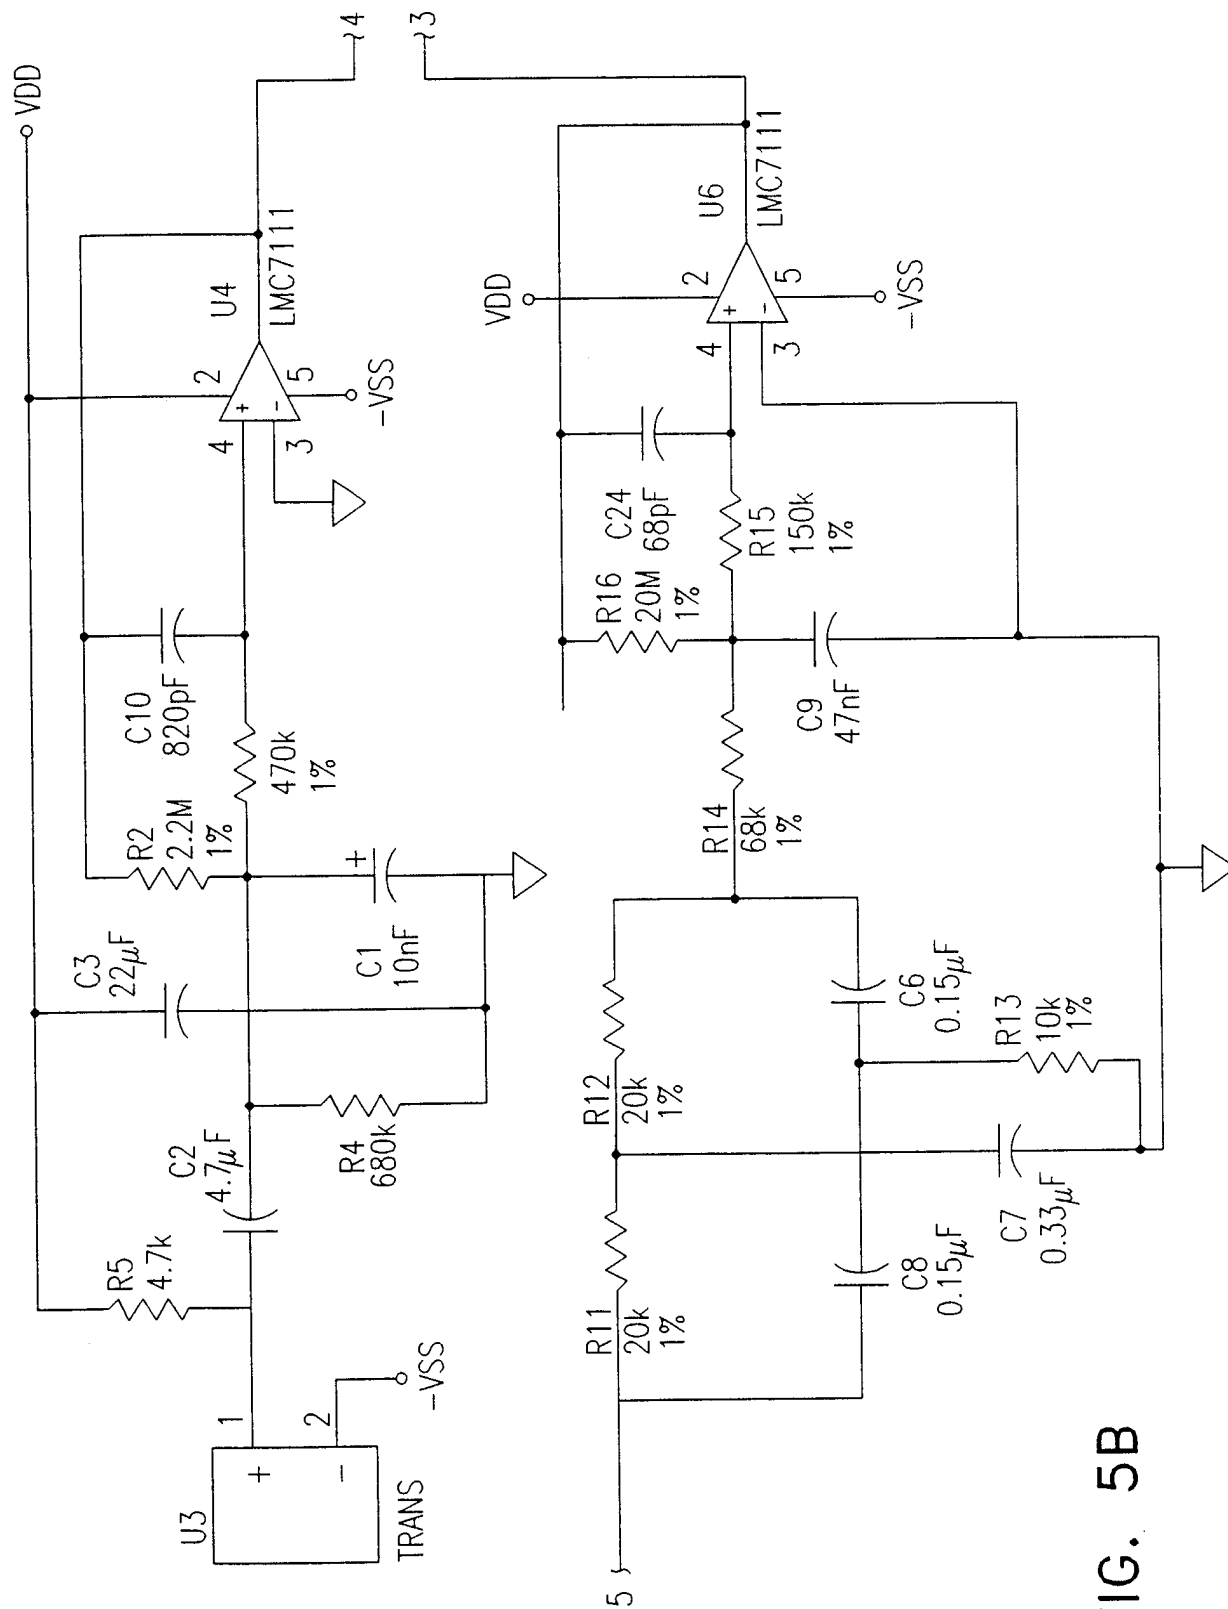 VDD
4
3
U4
LMC7111
2
5
-VSS
4
3
+
-
C10
820pF
470k
1%
R2
2.2M
1%
C3
22µF
+
C1
10nF
C2
4.7µF
R4
680k
R5
4.7k
U3
+
-
1
2
-VSS
TRANS
U6
LMC7111
VDD
2
5
-VSS
4
3
+
-
C24
68pF
R16
20M
1%
R15
150k
1%
C9
47nF
R14
68k
1%
R12
20k
1%
C6
0.15µF
R13
10k
1%
R11
20k
1%
C8
0.15µF
C7
0.33µF
5
IG. 5B